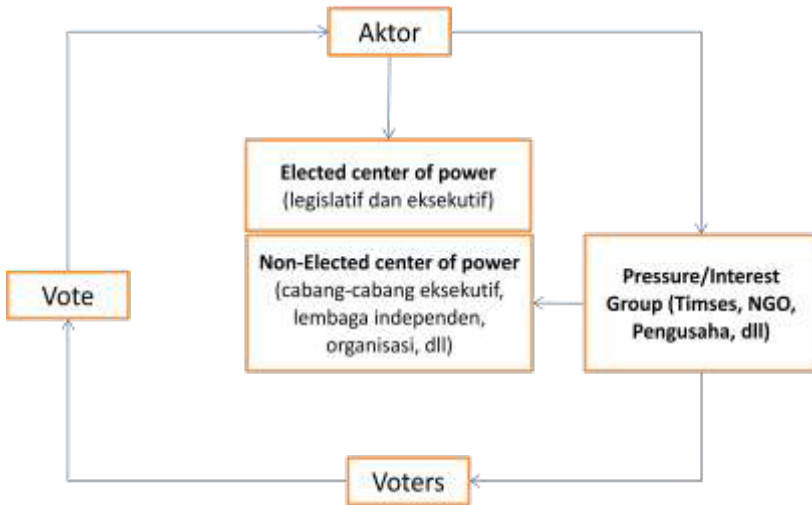 Aktor
Elected center of power
(legislatif dan eksekutif)
Non-Elected center of power
(cabang-cabang eksekutif,
lembaga independen,
organisasi, dll)
Pressure/Interest
Group (Timses, NGO,
Pengusaha, dll)
Vote
Voters